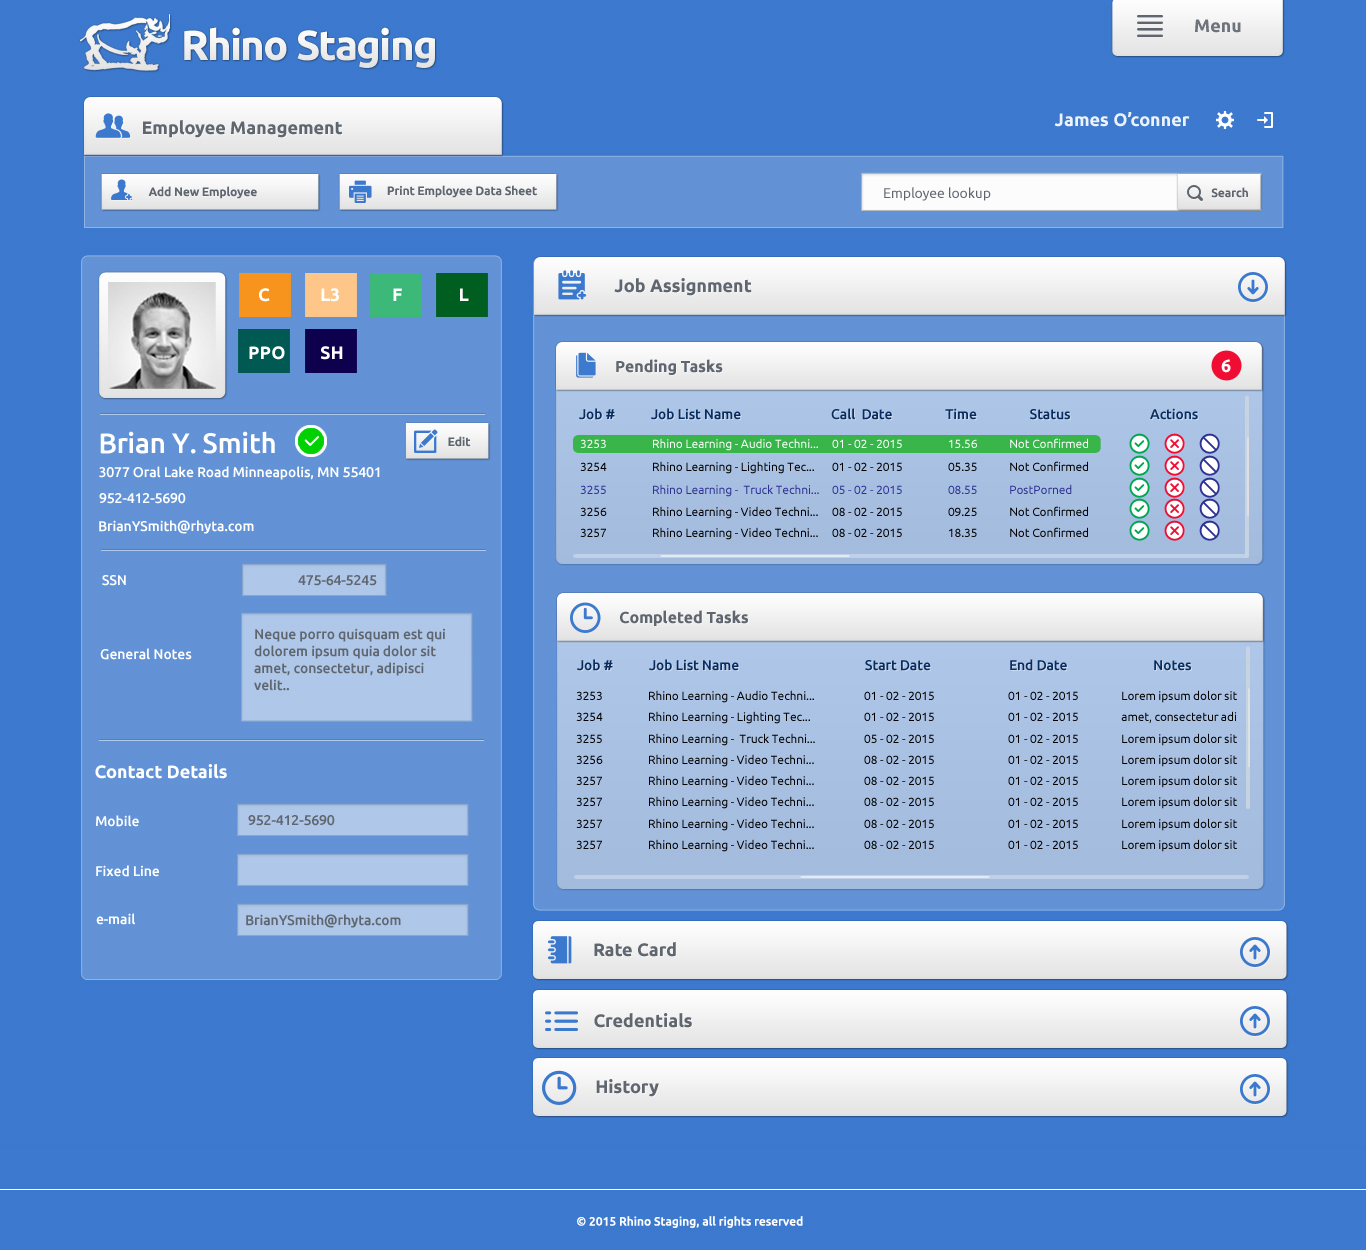 Rhino Staging
Menu
Employee Management
James O'conner
Add New Employee
Print Employee Data Sheet
Employee lookup
Search
C
L3
F
L
PPO
SH
Brian Y. Smith
Edit
3077 Oral Lake Road Minneapolis, MN 55401
952-412-5690
BrianYSmith@rhyta.com
SSN
475-64-5245
General Notes
Neque porro quisquam est qui
dolorem ipsum quia dolor sit
amet, consectetur, adipisci
velit..
Contact Details
Mobile
952-412-5690
Fixed Line
e-mail
BrianYSmith@rhyta.com
Job Assignment
Pending Tasks
6
Job # Job List Name Call Date Time Status Actions
3253 Rhino Learning - Audio Techni... 01 - 02 - 2015 15.56 Not Confirmed
3254 Rhino Learning - Lighting Tec... 01 - 02 - 2015 05.35 Not Confirmed
3255 Rhino Learning - Truck Techni... 05 - 02 - 2015 08.55 PostPorned
3256 Rhino Learning - Video Techni... 08 - 02 - 2015 09.25 Not Confirmed
3257 Rhino Learning - Video Techni... 08 - 02 - 2015 18.35 Not Confirmed
Completed Tasks
Job # Job List Name Start Date End Date Notes
3253 Rhino Learning - Audio Techni... 01 - 02 - 2015 01 - 02 - 2015 Lorem ipsum dolor sit
3254 Rhino Learning - Lighting Tec... 01 - 02 - 2015 01 - 02 - 2015 amet, consectetur adi
3255 Rhino Learning - Truck Techni... 05 - 02 - 2015 01 - 02 - 2015 Lorem ipsum dolor sit
3256 Rhino Learning - Video Techni... 08 - 02 - 2015 01 - 02 - 2015 Lorem ipsum dolor sit
3257 Rhino Learning - Video Techni... 08 - 02 - 2015 01 - 02 - 2015 Lorem ipsum dolor sit
3257 Rhino Learning - Video Techni... 08 - 02 - 2015 01 - 02 - 2015 Lorem ipsum dolor sit
3257 Rhino Learning - Video Techni... 08 - 02 - 2015 01 - 02 - 2015 Lorem ipsum dolor sit
3257 Rhino Learning - Video Techni... 08 - 02 - 2015 01 - 02 - 2015 Lorem ipsum dolor sit
Rate Card
Credentials
History
© 2015 Rhino Staging, all rights reserved